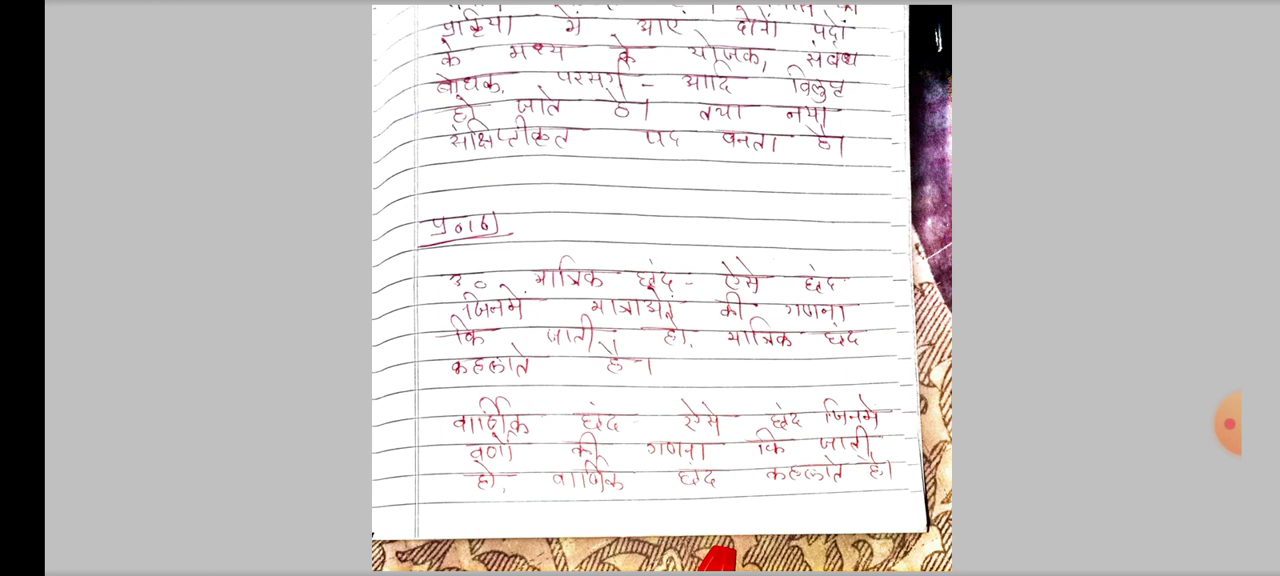 प्रक्रिया में आए दोनों पदों
के मध्य के योजक, संबंध
बोधक, परसर्ग - आदि विलुप्त
हो जाते है। तथा नया
संक्षिप्तीकृत पद बनता है।
प्र०16)
उ० मात्रिक छंद - ऐसे छंद
जिनमे मात्राओं की गणना
कि जाती हो, मात्रिक छंद
कहलाते है।
वार्णिक छंद ऐसे छंद जिनमे
वर्णो की गणना कि जाती
हो, वार्णिक छंद कहलाते है।